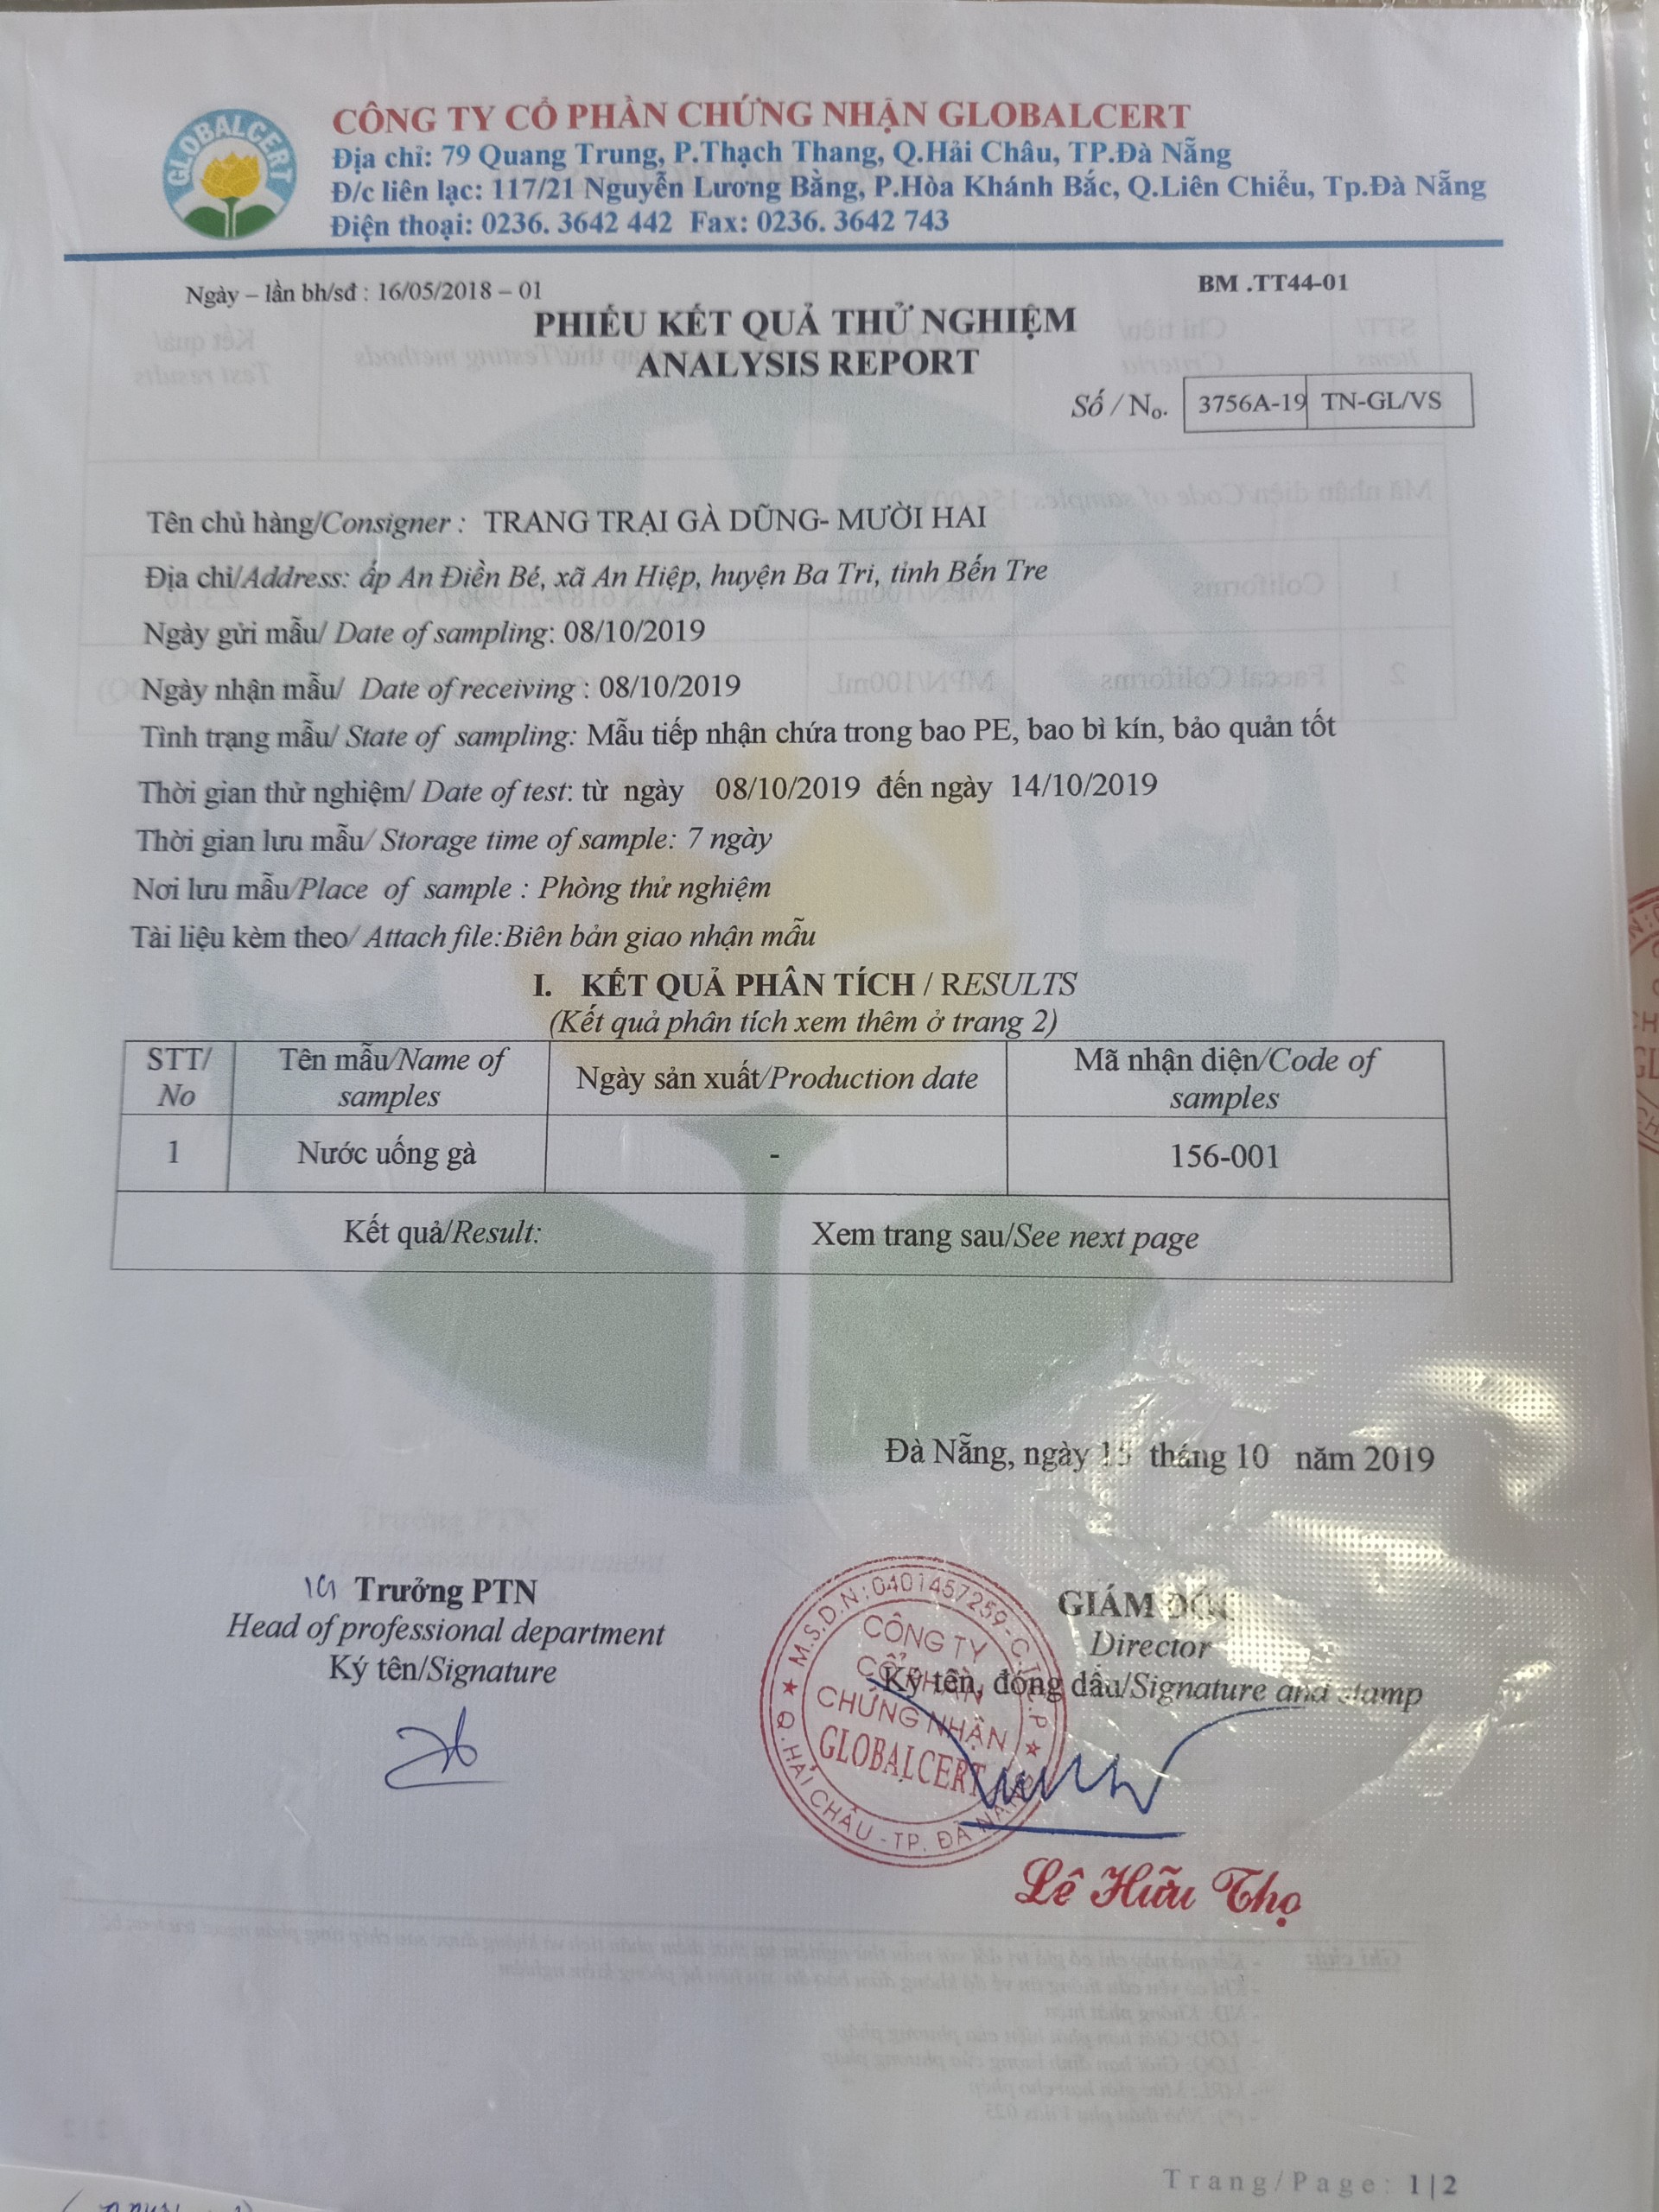 GLOBALCERT
CÔNG TY CỔ PHẦN CHỨNG NHẬN GLOBALCERT
Địa chỉ: 79 Quang Trung, P.Thạch Thang, Q.Hải Châu, TP.Đà Nẵng
Đ/c liên lạc: 117/21 Nguyễn Lương Bằng, P.Hòa Khánh Bắc, Q.Liên Chiểu, Tp.Đà Nẵng
Điện thoại: 0236. 3642 442 Fax: 0236. 3642 743
Ngày – lần bh/sđ : 16/05/2018 – 01
BM .TT44-01
PHIẾU KẾT QUẢ THỬ NGHIỆM
ANALYSIS REPORT
Số / No. 3756A-19 TN-GL/VS
Tên chủ hàng/Consigner : TRANG TRẠI GÀ DŨNG- MƯỜI HAI
Địa chỉ/Address: ấp An Điền Bé, xã An Hiệp, huyện Ba Tri, tỉnh Bến Tre
Ngày gửi mẫu/ Date of sampling: 08/10/2019
Ngày nhận mẫu/ Date of receiving : 08/10/2019
Tình trạng mẫu/ State of sampling: Mẫu tiếp nhận chứa trong bao PE, bao bì kín, bảo quản tốt
Thời gian thử nghiệm/ Date of test: từ ngày 08/10/2019 đến ngày 14/10/2019
Thời gian lưu mẫu/ Storage time of sample: 7 ngày
Nơi lưu mẫu/Place of sample : Phòng thử nghiệm
Tài liệu kèm theo/ Attach file:Biên bản giao nhận mẫu
I. KẾT QUẢ PHÂN TÍCH / RESULTS
(Kết quả phân tích xem thêm ở trang 2)
STT/ No Tên mẫu/Name of samples Ngày sản xuất/Production date Mã nhận diện/Code of samples
1 Nước uống gà - 156-001
Kết quả/Result: Xem trang sau/See next page
Đà Nẵng, ngày 15 tháng 10 năm 2019
Trưởng PTN
Head of professional department
Ký tên/Signature
GIÁM ĐỐC
Director
Ký tên, đóng dấu/Signature and stamp
M.S.D.N: 0401457259-C.T.C.P
CÔNG TY
CỔ PHẦN
CHỨNG NHẬN
GLOBALCERT
Q.HẢI CHÂU - TP. ĐÀ NẴNG
Lê Hữu Thọ
Trang/Page: 1|2